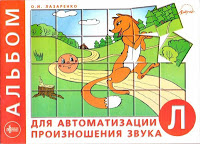 О.И. ЛАЗАРЕНКО
АЛЬБОМ
ДЛЯ АВТОМАТИЗАЦИИ
ПРОИЗНОШЕНИЯ ЗВУКА
Л